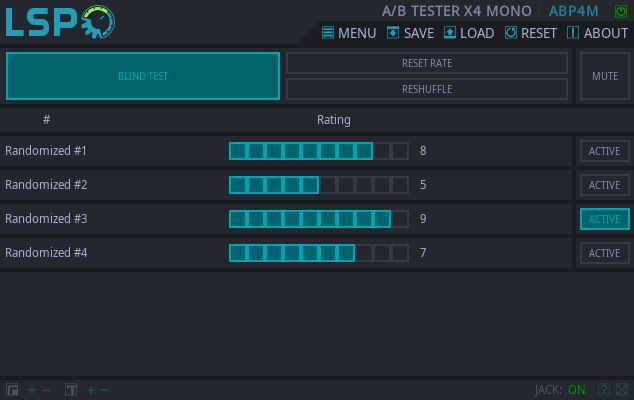 LSP
A/B TESTER X4 MONO ABP4M
MENU SAVE LOAD RESET ABOUT
BLIND TEST
RESET RATE
RESHUFFLE
MUTE
# Rating
Randomized #1 8 ACTIVE
Randomized #2 5 ACTIVE
Randomized #3 9 ACTIVE
Randomized #4 7 ACTIVE
JACK: ON